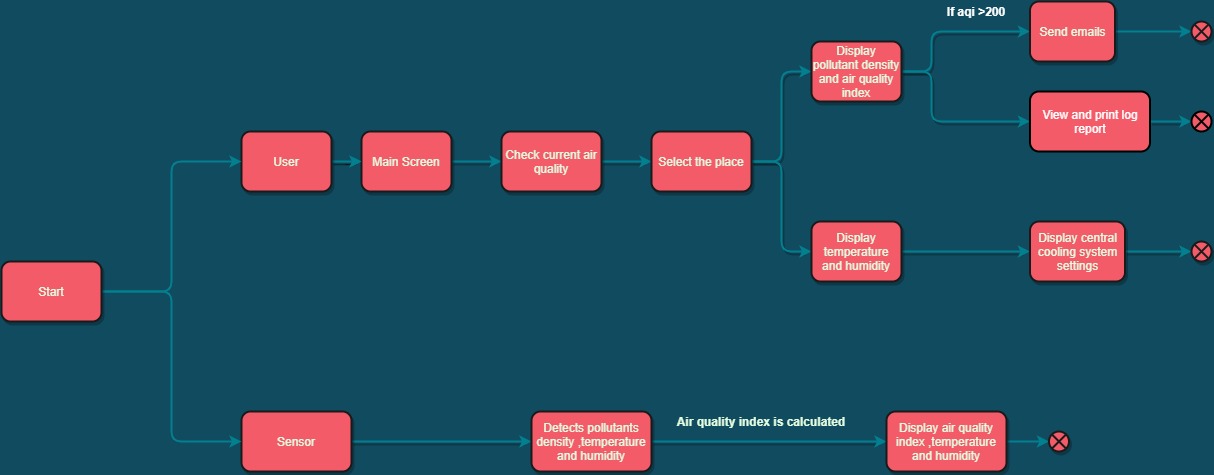 If aqi >200
Send emails
Display
pollutant density
and air quality
index
View and print log
report
User
Main Screen
Check current air
quality
Select the place
Display
temperature
and humidity
Display central
cooling system
settings
Start
Sensor
Detects pollutants
density ,temperature
and humidity
Air quality index is calculated
Display air quality
index ,temperature
and humidity